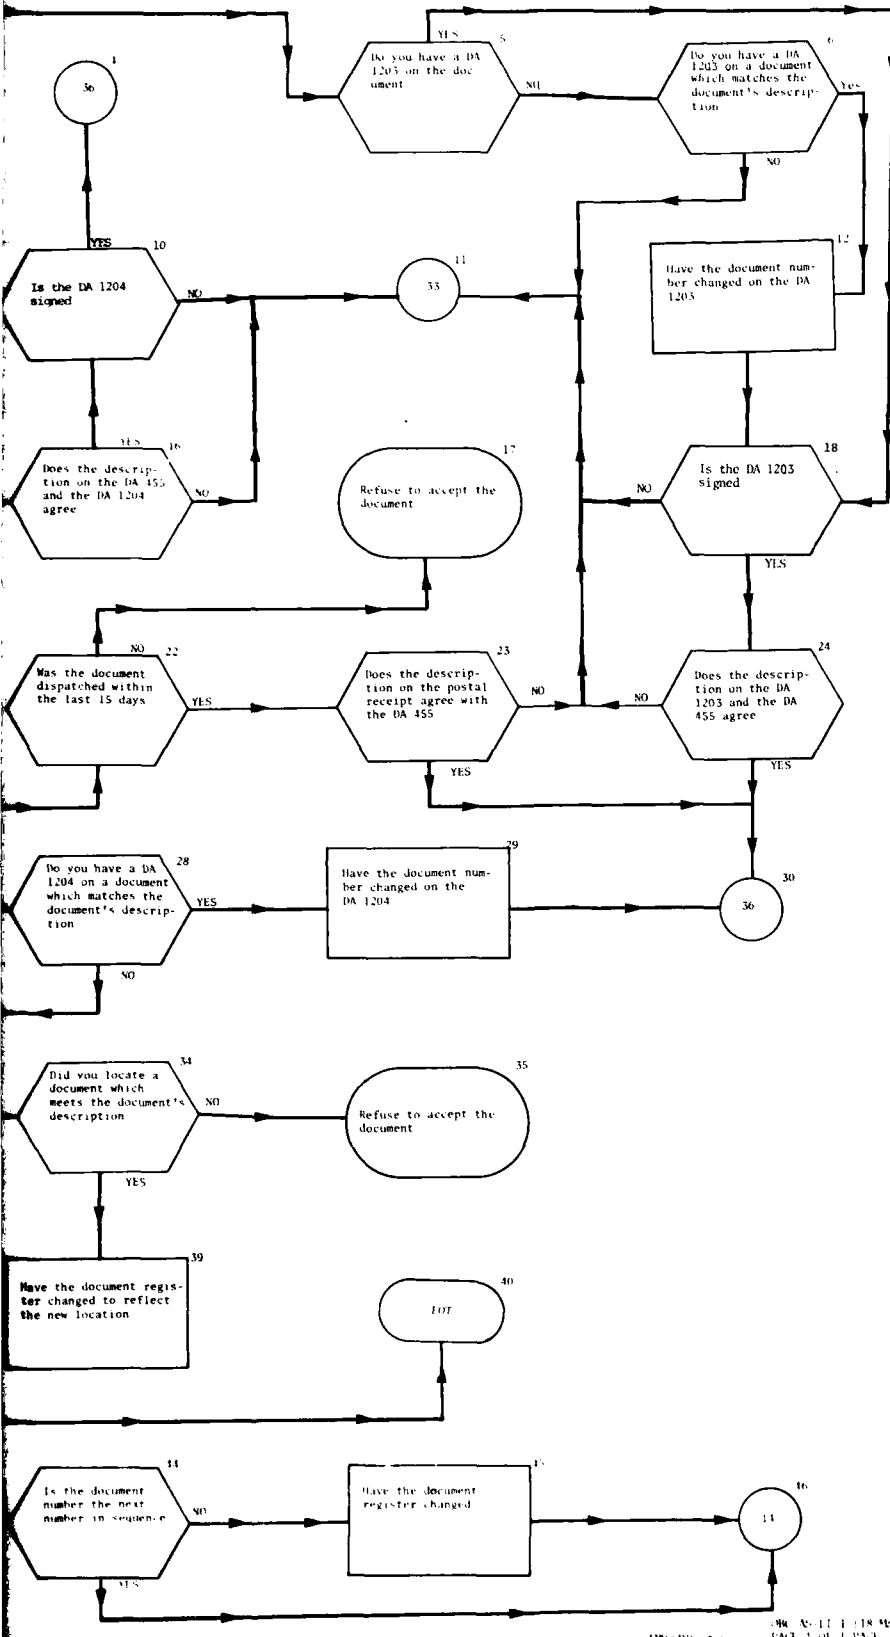 YES
5
Do you have a DA
1203 on the doc
ument
NO
6
Do you have a DA
1203 on a document
which matches the
document's descrip-
tion
Yes
NO
4
36
YES
10
Is the DA 1204
signed
NO
11
33
12
Have the document num-
ber changed on the DA
1203
YES
16
Does the descrip-
tion on the DA 455
and the DA 1204
agree
NO
17
Refuse to accept the
document
18
Is the DA 1203
signed
NO
YES
NO
22
Was the document
dispatched within
the last 15 days
YES
23
Does the descrip-
tion on the postal
receipt agree with
the DA 455
NO
YES
24
Does the descrip-
tion on the DA
1203 and the DA
455 agree
NO
YES
28
Do you have a DA
1204 on a document
which matches the
document's descrip-
tion
YES
NO
29
Have the document num-
ber changed on the
DA 1204
30
36
34
Did you locate a
document which
meets the document's
description
NO
YES
35
Refuse to accept the
document
39
Have the document regis-
ter changed to reflect
the new location
40
EOT
44
Is the document
number the next
number in sequence
NO
YES
45
Have the document
register changed
46
14